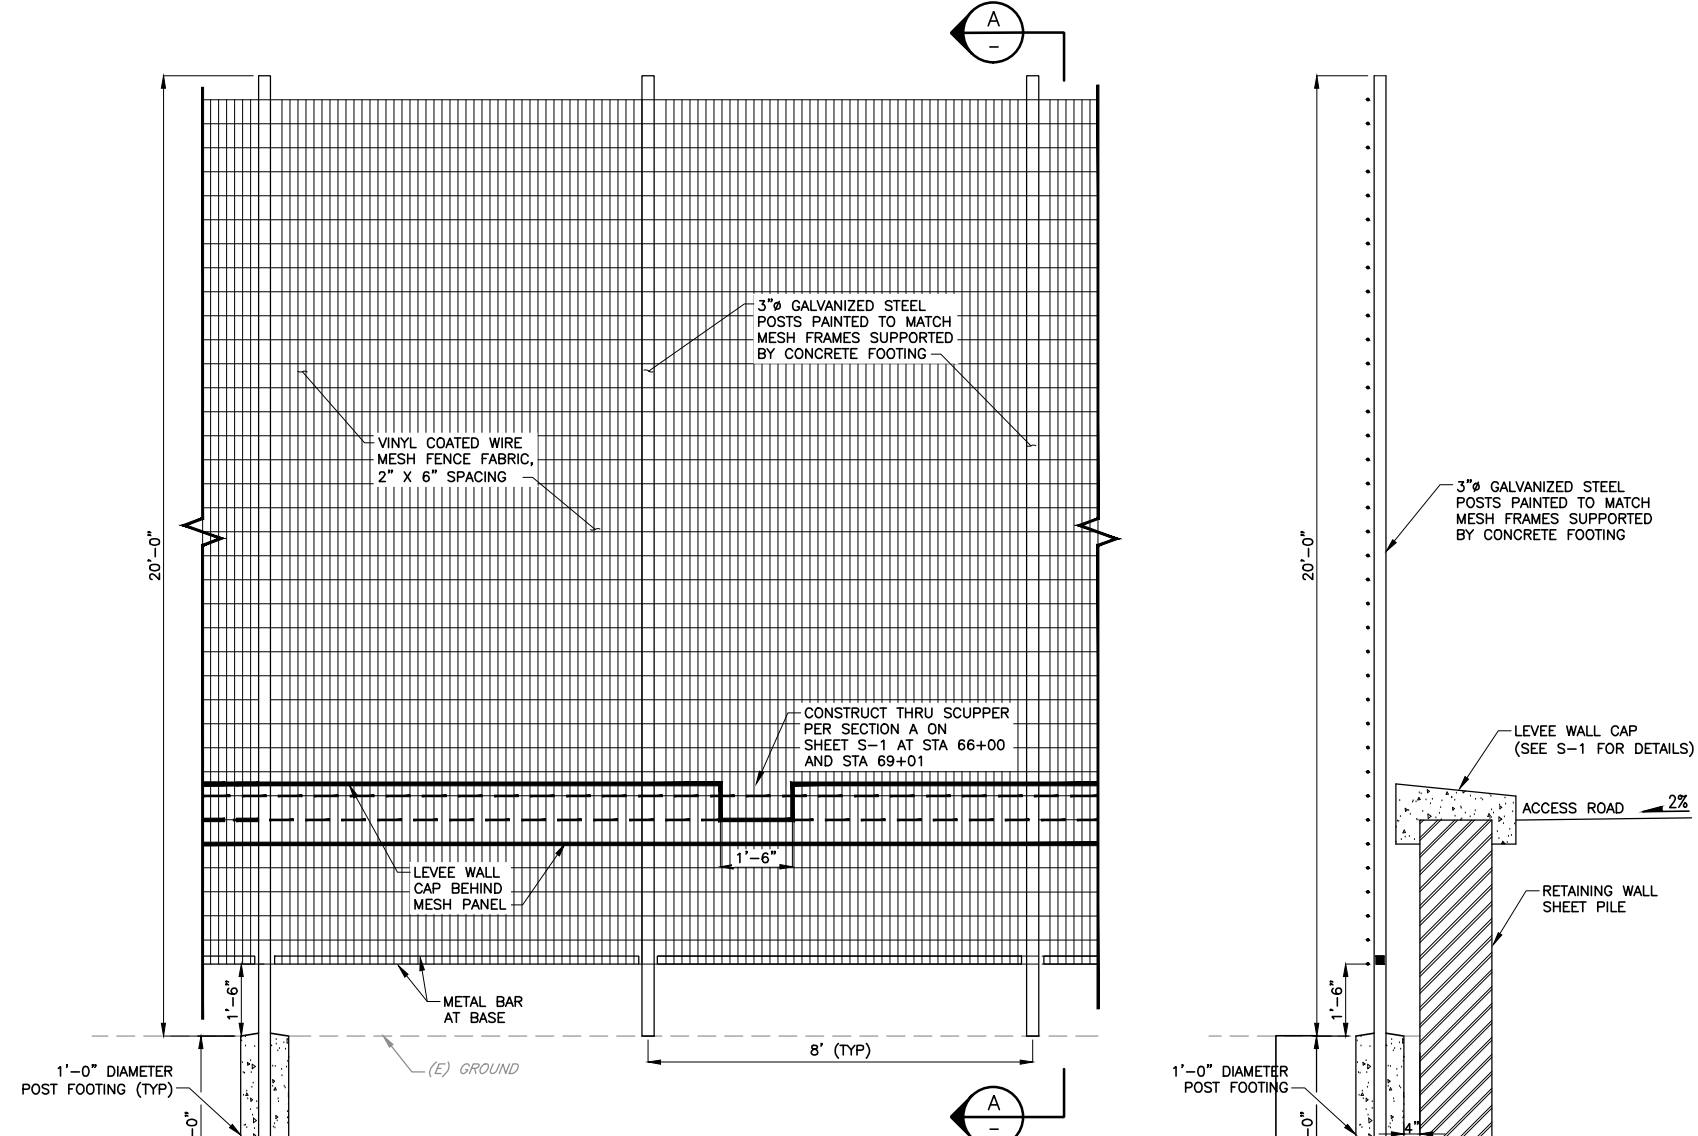 A
–
20'-0"
3"ø GALVANIZED STEEL
POSTS PAINTED TO MATCH
MESH FRAMES SUPPORTED
BY CONCRETE FOOTING
VINYL COATED WIRE
MESH FENCE FABRIC,
2" X 6" SPACING
CONSTRUCT THRU SCUPPER
PER SECTION A ON
SHEET S-1 AT STA 66+00
AND STA 69+01
1'-6"
LEVEE WALL
CAP BEHIND
MESH PANEL
1'-6"
METAL BAR
AT BASE
8' (TYP)
(E) GROUND
1'-0" DIAMETER
POST FOOTING (TYP)
-0"
A
–
20'-0"
3"ø GALVANIZED STEEL
POSTS PAINTED TO MATCH
MESH FRAMES SUPPORTED
BY CONCRETE FOOTING
LEVEE WALL CAP
(SEE S-1 FOR DETAILS)
ACCESS ROAD
2%
RETAINING WALL
SHEET PILE
1'-6"
1'-0" DIAMETER
POST FOOTING
-0"
4"